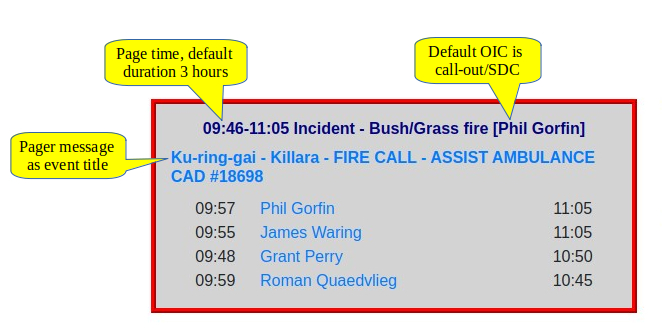 Page time, default
duration 3 hours
Default OIC is
call-out/SDC
09:46-11:05 Incident - Bush/Grass fire [Phil Gorfin]
Pager message
as event title
Ku-ring-gai - Killara - FIRE CALL - ASSIST AMBULANCE
CAD #18698
09:57 Phil Gorfin 11:05
09:55 James Waring 11:05
09:48 Grant Perry 10:50
09:59 Roman Quaedvlieg 10:45